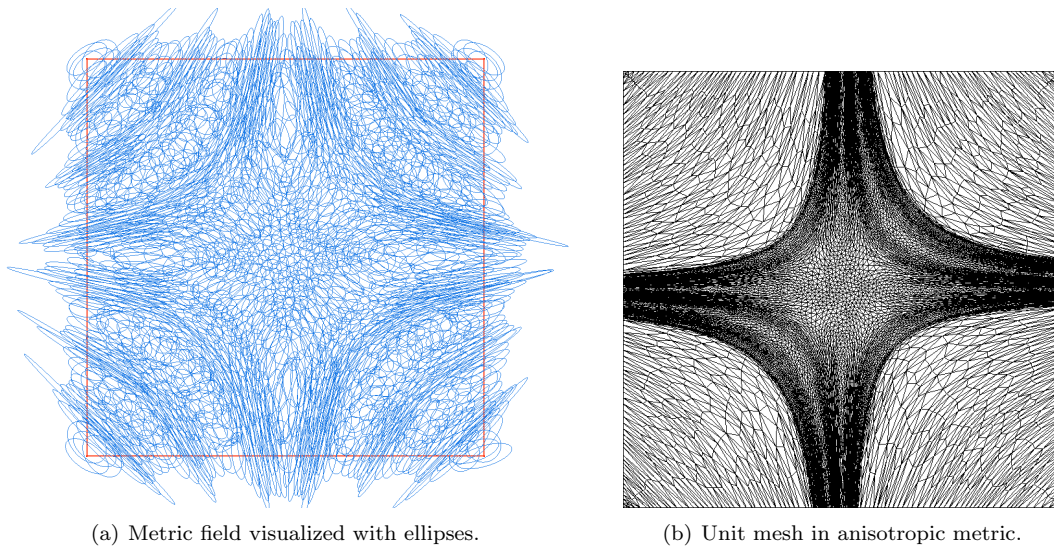 (a) Metric field visualized with ellipses.
(b) Unit mesh in anisotropic metric.